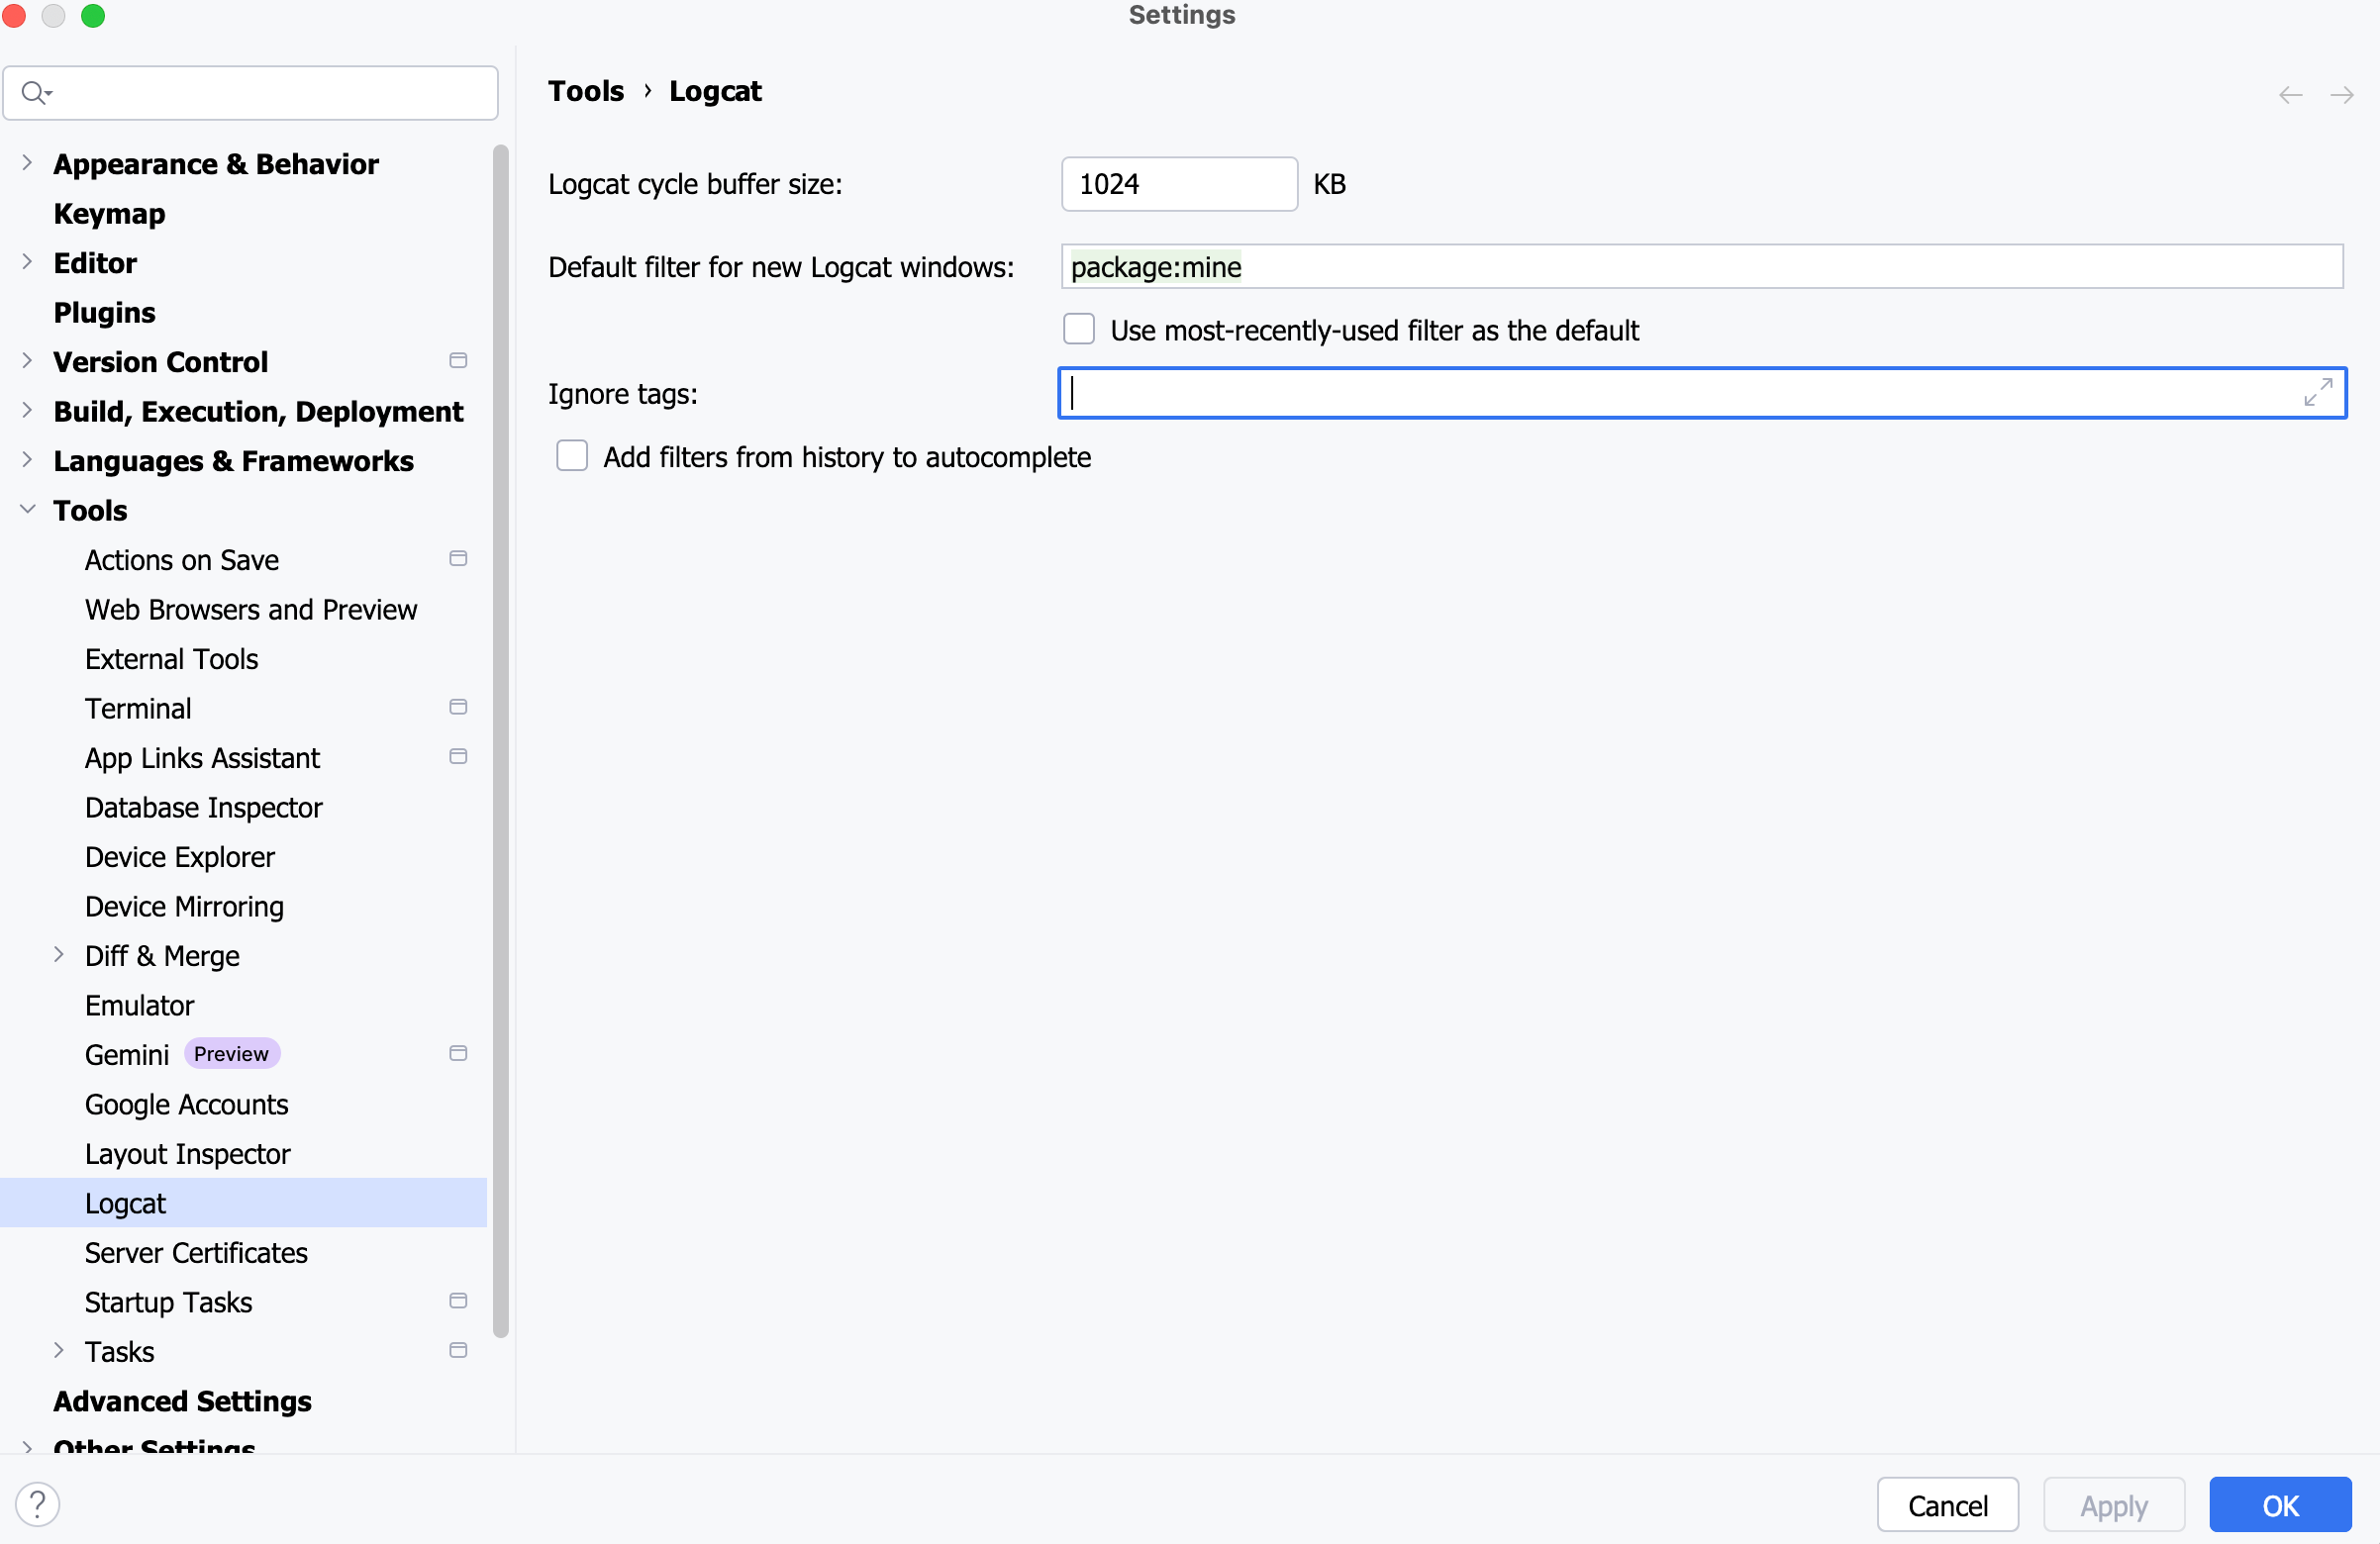 Settings
Tools › Logcat
Appearance & Behavior
Keymap
Editor
Plugins
Version Control
Build, Execution, Deployment
Languages & Frameworks
Tools
Actions on Save
Web Browsers and Preview
External Tools
Terminal
App Links Assistant
Database Inspector
Device Explorer
Device Mirroring
Diff & Merge
Emulator
Gemini Preview
Google Accounts
Layout Inspector
Logcat
Server Certificates
Startup Tasks
Tasks
Advanced Settings
Other Settings
Logcat cycle buffer size: 1024 KB
Default filter for new Logcat windows: package:mine
Use most-recently-used filter as the default
Ignore tags:
Add filters from history to autocomplete
?
Cancel
Apply
OK